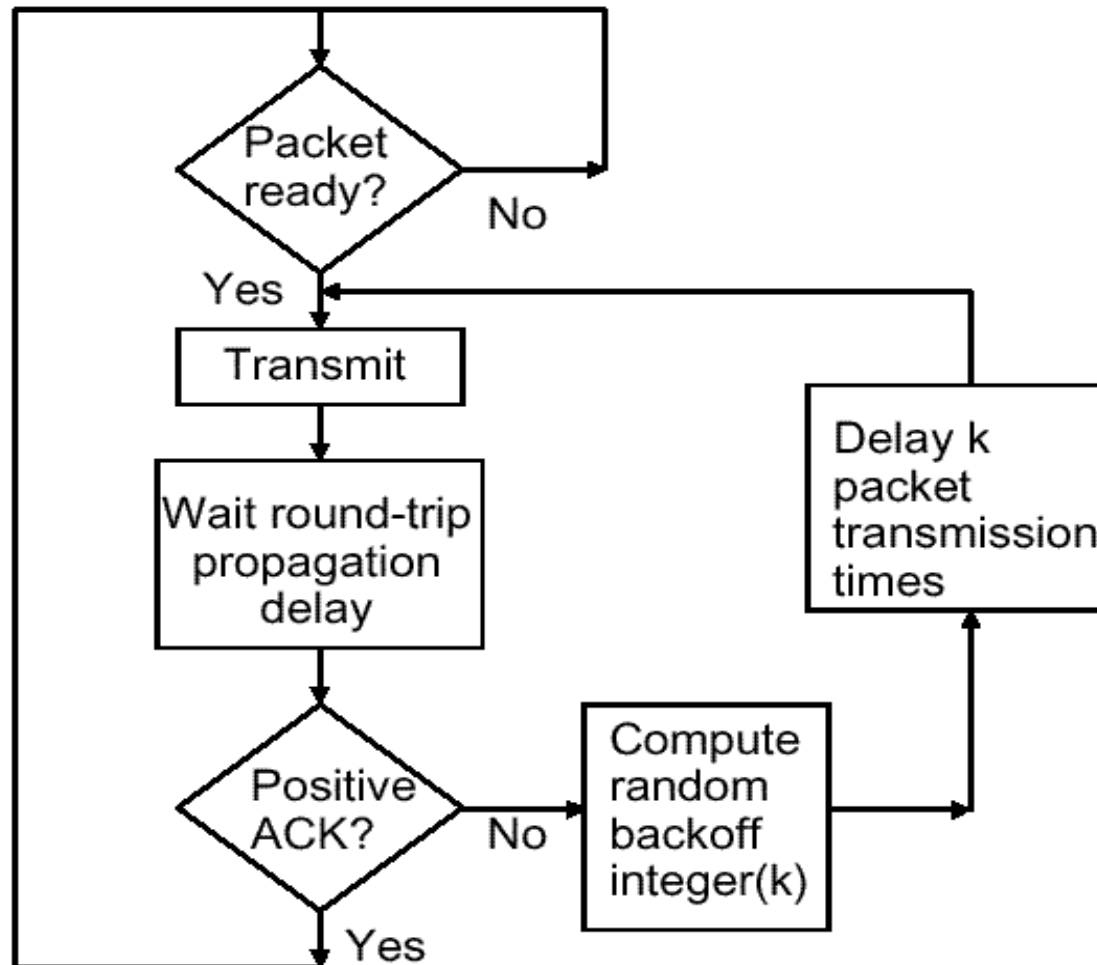 Packet
ready?
No
Yes
Transmit
Wait round-trip
propagation
delay
Delay k
packet
transmission
times
Positive
ACK?
No
Compute
random
backoff
integer(k)
Yes